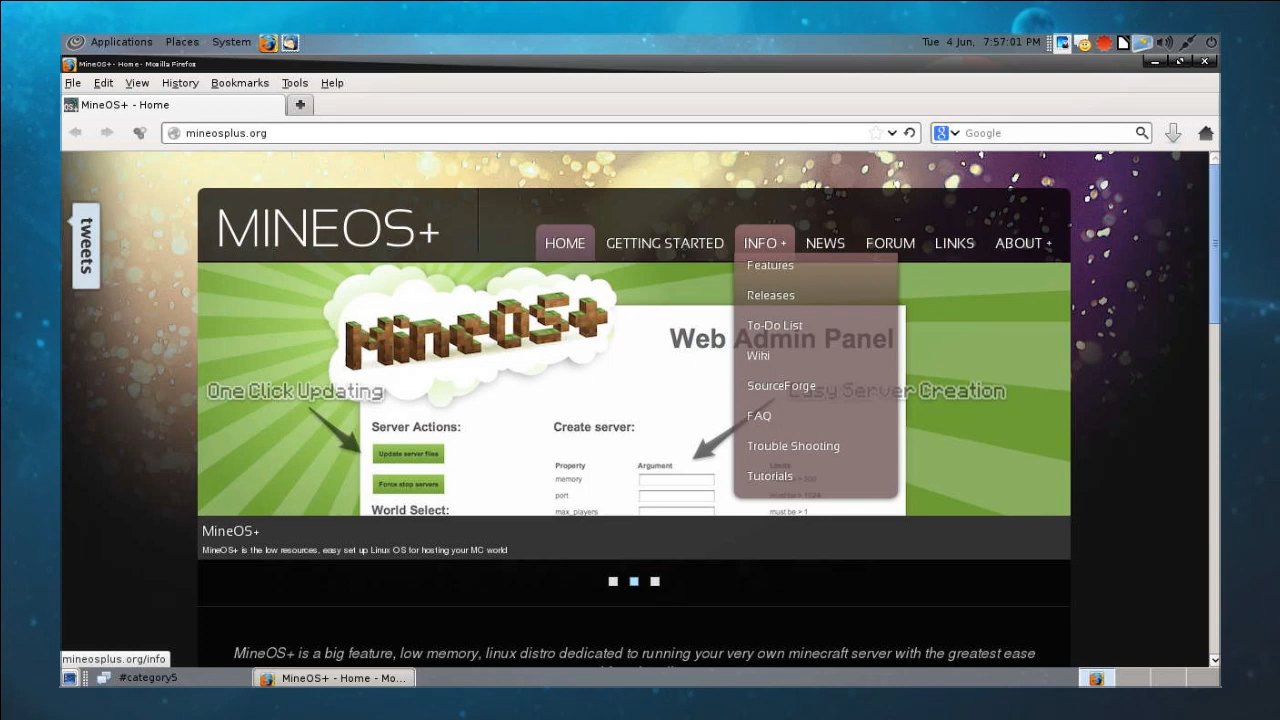 Applications Places System
Tue 4 Jun, 7:57:01 PM
MineOS+ - Home - Mozilla Firefox
File Edit View History Bookmarks Tools Help
MineOS+ - Home
mineosplus.org
Google
tweets
MINEOS+
HOME GETTING STARTED INFO + NEWS FORUM LINKS ABOUT +
Features
Releases
To-Do List
Wiki
SourceForge
FAQ
Trouble Shooting
Tutorials
MineOS+
Web Admin Panel
One Click Updating
Easy Server Creation
Server Actions:
Create server:
Update server files
Property Argument
memory
Force stop servers
port
World Select:
max_players
must be > 1
MineOS+
MineOS+ is the low resources, easy set up Linux OS for hosting your MC world
MineOS+ is a big feature, low memory, linux distro dedicated to running your very own minecraft server with the greatest ease
mineosplus.org/info
#category5
MineOS+ - Home - Mo...